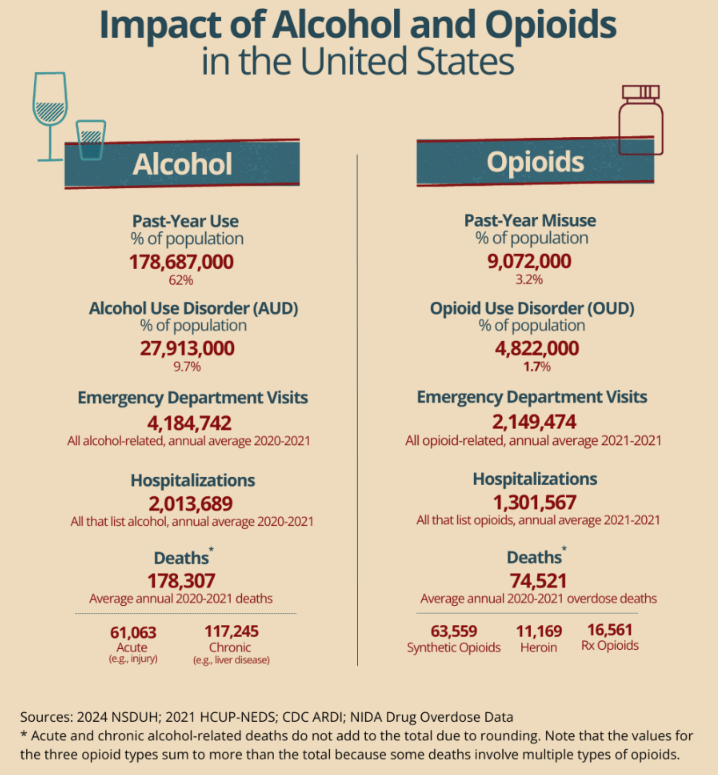 Impact of Alcohol and Opioids
in the United States
Alcohol
Past-Year Use
% of population
178,687,000
62%
Alcohol Use Disorder (AUD)
% of population
27,913,000
9.7%
Emergency Department Visits
4,184,742
All alcohol-related, annual average 2020-2021
Hospitalizations
2,013,689
All that list alcohol, annual average 2020-2021
Deaths*
178,307
Average annual 2020-2021 deaths
61,063
Acute
(e.g., injury)
117,245
Chronic
(e.g., liver disease)
Opioids
Past-Year Misuse
% of population
9,072,000
3.2%
Opioid Use Disorder (OUD)
% of population
4,822,000
1.7%
Emergency Department Visits
2,149,474
All opioid-related, annual average 2021-2021
Hospitalizations
1,301,567
All that list opioids, annual average 2021-2021
Deaths*
74,521
Average annual 2020-2021 overdose deaths
63,559
Synthetic Opioids
11,169
Heroin
16,561
Rx Opioids
Sources: 2024 NSDUH; 2021 HCUP-NEDS; CDC ARDI; NIDA Drug Overdose Data
* Acute and chronic alcohol-related deaths do not add to the total due to rounding. Note that the values for
the three opioid types sum to more than the total because some deaths involve multiple types of opioids.